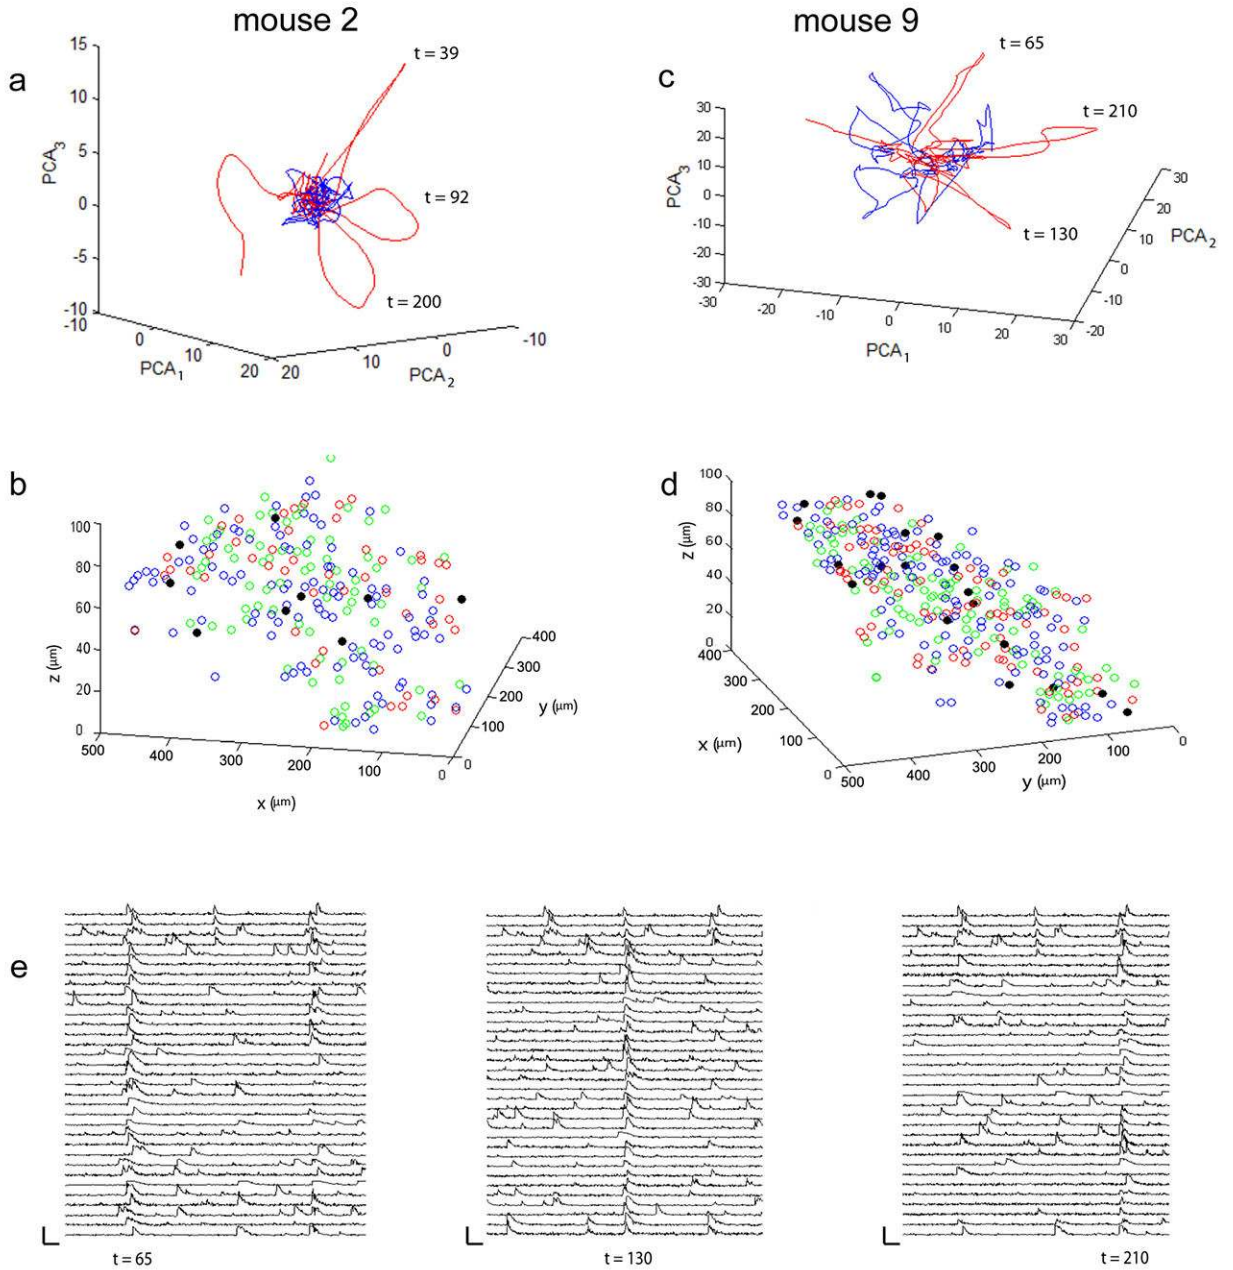 mouse 2
mouse 9
a
t = 39
t = 92
t = 200
15
10
5
0
-5
-10
PCA3
-10
0
10
20
PCA1
20
10
0
-10
PCA2
c
t = 65
t = 210
t = 130
30
20
10
0
-10
-20
-30
PCA3
-30
-20
-10
0
10
20
30
PCA1
30
20
10
0
-10
-20
PCA2
b
100
80
60
40
20
0
z (μm)
500
400
300
200
100
0
x (μm)
400
300
200
100
0
y (μm)
d
100
80
60
40
20
0
z (μm)
400
300
200
100
0
x (μm)
500
400
300
200
100
0
y (μm)
e
t = 65
t = 130
t = 210